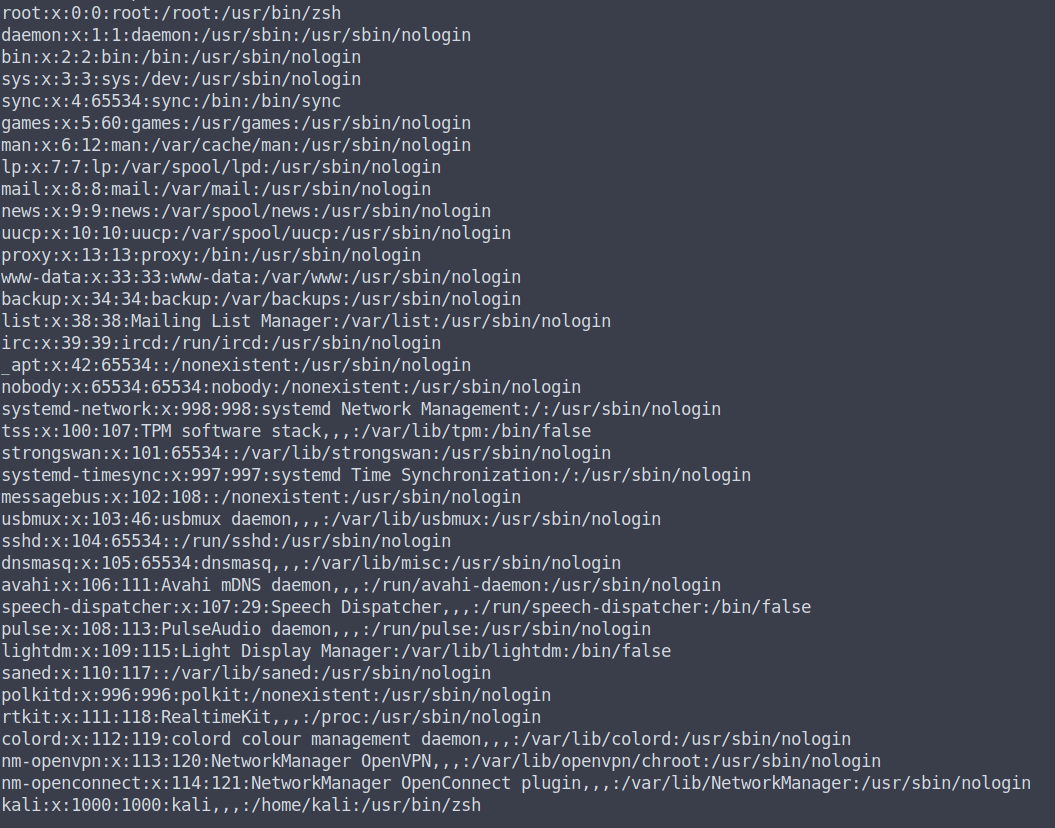 root:x:0:0:root:/root:/usr/bin/zsh
daemon:x:1:1:daemon:/usr/sbin:/usr/sbin/nologin
bin:x:2:2:bin:/bin:/usr/sbin/nologin
sys:x:3:3:sys:/dev:/usr/sbin/nologin
sync:x:4:65534:sync:/bin:/bin/sync
games:x:5:60:games:/usr/games:/usr/sbin/nologin
man:x:6:12:man:/var/cache/man:/usr/sbin/nologin
lp:x:7:7:lp:/var/spool/lpd:/usr/sbin/nologin
mail:x:8:8:mail:/var/mail:/usr/sbin/nologin
news:x:9:9:news:/var/spool/news:/usr/sbin/nologin
uucp:x:10:10:uucp:/var/spool/uucp:/usr/sbin/nologin
proxy:x:13:13:proxy:/bin:/usr/sbin/nologin
www-data:x:33:33:www-data:/var/www:/usr/sbin/nologin
backup:x:34:34:backup:/var/backups:/usr/sbin/nologin
list:x:38:38:Mailing List Manager:/var/list:/usr/sbin/nologin
irc:x:39:39:ircd:/run/ircd:/usr/sbin/nologin
_apt:x:42:65534::/nonexistent:/usr/sbin/nologin
nobody:x:65534:65534:nobody:/nonexistent:/usr/sbin/nologin
systemd-network:x:998:998:systemd Network Management:/:/usr/sbin/nologin
tss:x:100:107:TPM software stack,,,:/var/lib/tpm:/bin/false
strongswan:x:101:65534::/var/lib/strongswan:/usr/sbin/nologin
systemd-timesync:x:997:997:systemd Time Synchronization:/:/usr/sbin/nologin
messagebus:x:102:108::/nonexistent:/usr/sbin/nologin
usbmux:x:103:46:usbmux daemon,,,:/var/lib/usbmux:/usr/sbin/nologin
sshd:x:104:65534::/run/sshd:/usr/sbin/nologin
dnsmasq:x:105:65534:dnsmasq,,,:/var/lib/misc:/usr/sbin/nologin
avahi:x:106:111:Avahi mDNS daemon,,,:/run/avahi-daemon:/usr/sbin/nologin
speech-dispatcher:x:107:29:Speech Dispatcher,,,:/run/speech-dispatcher:/bin/false
pulse:x:108:113:PulseAudio daemon,,,:/run/pulse:/usr/sbin/nologin
lightdm:x:109:115:Light Display Manager:/var/lib/lightdm:/bin/false
saned:x:110:117::/var/lib/saned:/usr/sbin/nologin
polkitd:x:996:996:polkit:/nonexistent:/usr/sbin/nologin
rtkit:x:111:118:RealtimeKit,,,:/proc:/usr/sbin/nologin
colord:x:112:119:colord colour management daemon,,,:/var/lib/colord:/usr/sbin/nologin
nm-openvpn:x:113:120:NetworkManager OpenVPN,,,:/var/lib/openvpn/chroot:/usr/sbin/nologin
nm-openconnect:x:114:121:NetworkManager OpenConnect plugin,,,:/var/lib/NetworkManager:/usr/sbin/nologin
kali:x:1000:1000:kali,,,:/home/kali:/usr/bin/zsh